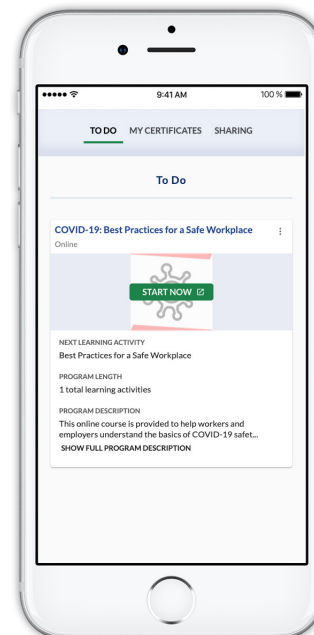 9:41 AM
100 %
TO DO MY CERTIFICATES SHARING
To Do
COVID-19: Best Practices for a Safe Workplace
Online
START NOW
NEXT LEARNING ACTIVITY
Best Practices for a Safe Workplace
PROGRAM LENGTH
1 total learning activities
PROGRAM DESCRIPTION
This online course is provided to help workers and
employers understand the basics of COVID-19 safet...
SHOW FULL PROGRAM DESCRIPTION